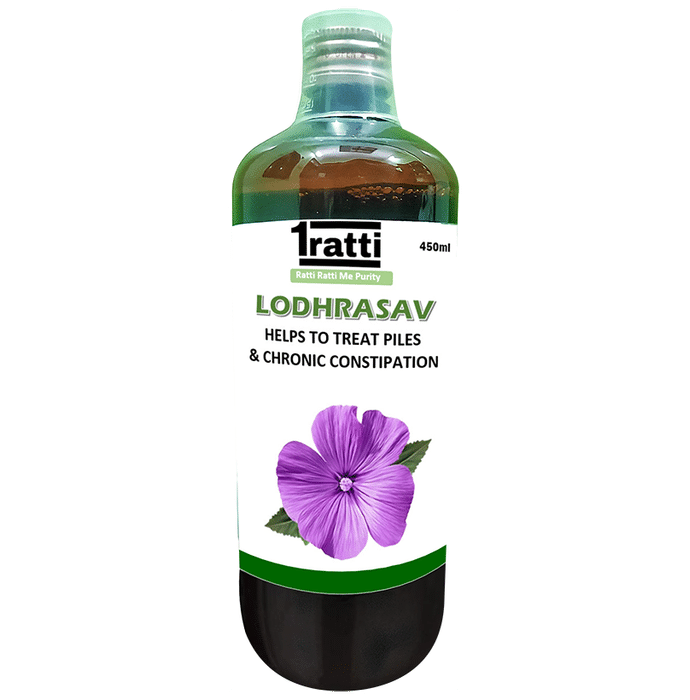 1ratti
450ml
Ratti Ratti Me Purity
LODHRASAV
HELPS TO TREAT PILES
& CHRONIC CONSTIPATION